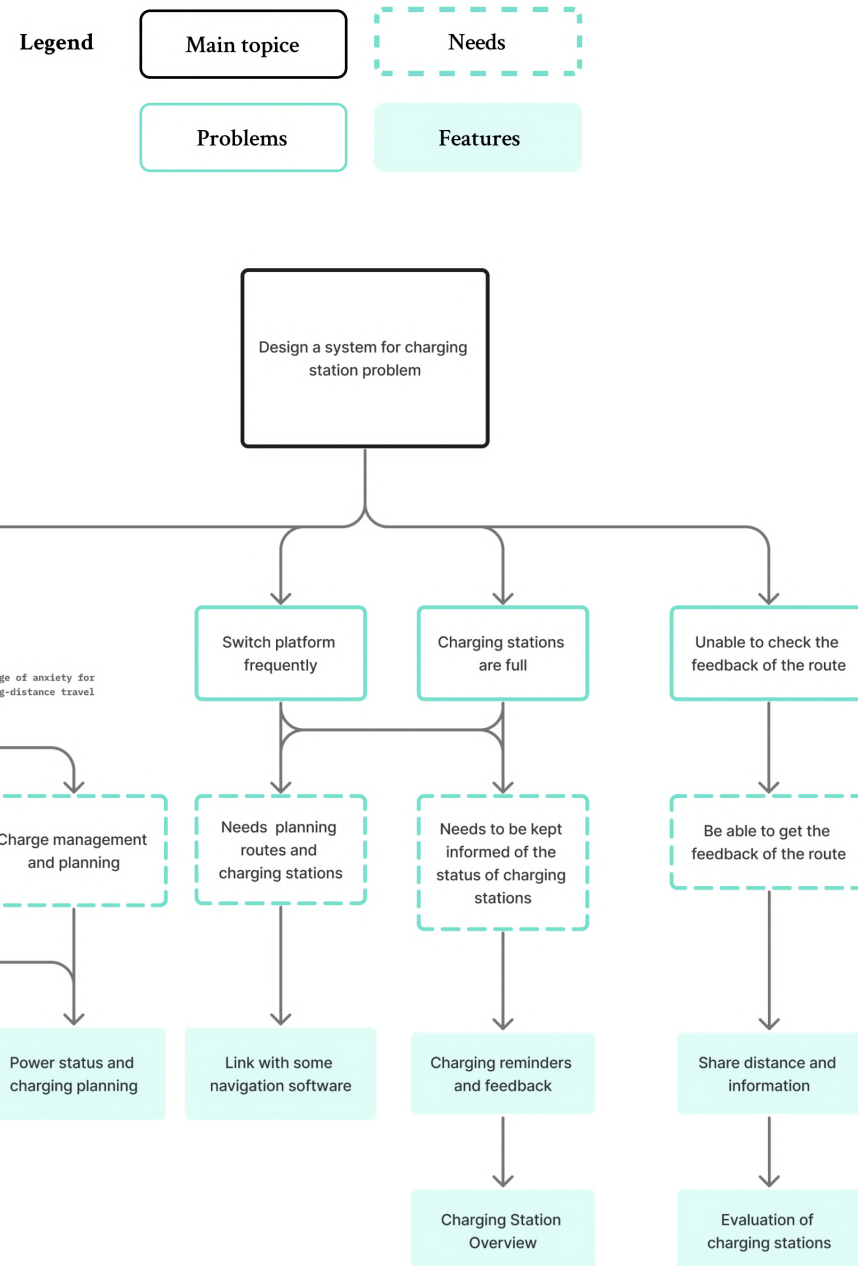 Legend
Main topice
Needs
Problems
Features
Design a system for charging
station problem
Switch platform
frequently
Charging stations
are full
Unable to check the
feedback of the route
of anxiety for
travel
Charge management
and planning
Needs planning
routes and
charging stations
Needs to be kept
informed of the
status of charging
stations
Be able to get the
feedback of the route
Power status and
charging planning
Link with some
navigation software
Charging reminders
and feedback
Share distance and
information
Charging Station
Overview
Evaluation of
charging stations